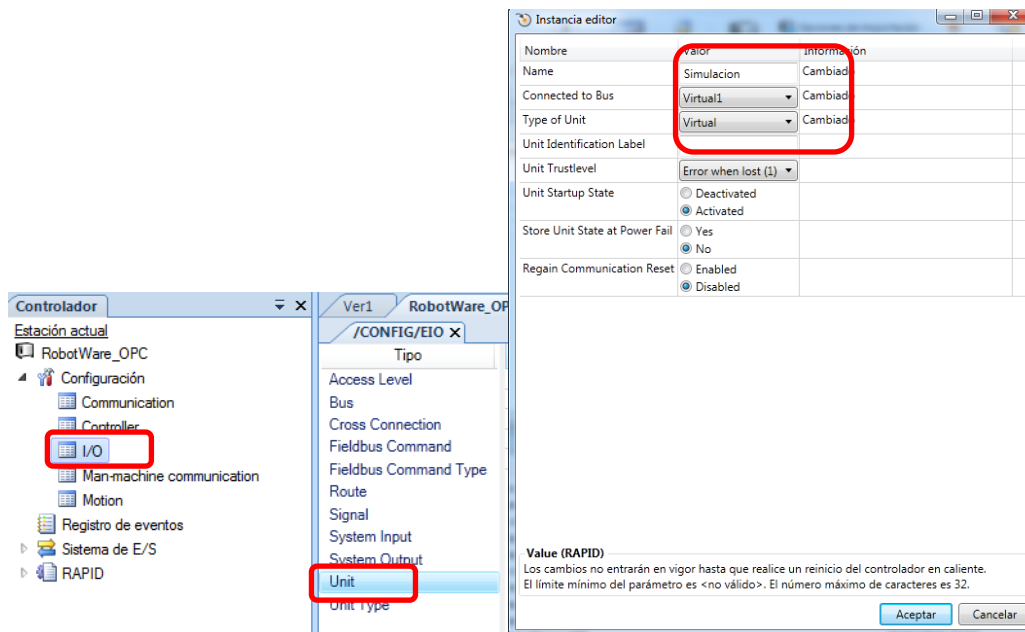 Instancia editor
Nombre Valor Información
Name Simulacion Cambiado
Connected to Bus Virtual1 Cambiado
Type of Unit Virtual Cambiado
Unit Identification Label
Unit Trustlevel Error when lost (1)
Unit Startup State Deactivated
Activated
Store Unit State at Power Fail Yes
No
Regain Communication Reset Enabled
Disabled
Value (RAPID)
Los cambios no entrarán en vigor hasta que realice un reinicio del controlador en caliente.
El límite mínimo del parámetro es <no válido>. El número máximo de caracteres es 32.
Aceptar Cancelar
Controlador
Estación actual
RobotWare_OPC
Configuración
Communication
Controller
I/O
Man-machine communication
Motion
Registro de eventos
Sistema de E/S
RAPID
Ver1 RobotWare_OP
/CONFIG/EIO X
Tipo
Access Level
Bus
Cross Connection
Fieldbus Command
Fieldbus Command Type
Route
Signal
System Input
System Output
Unit
Unit Type